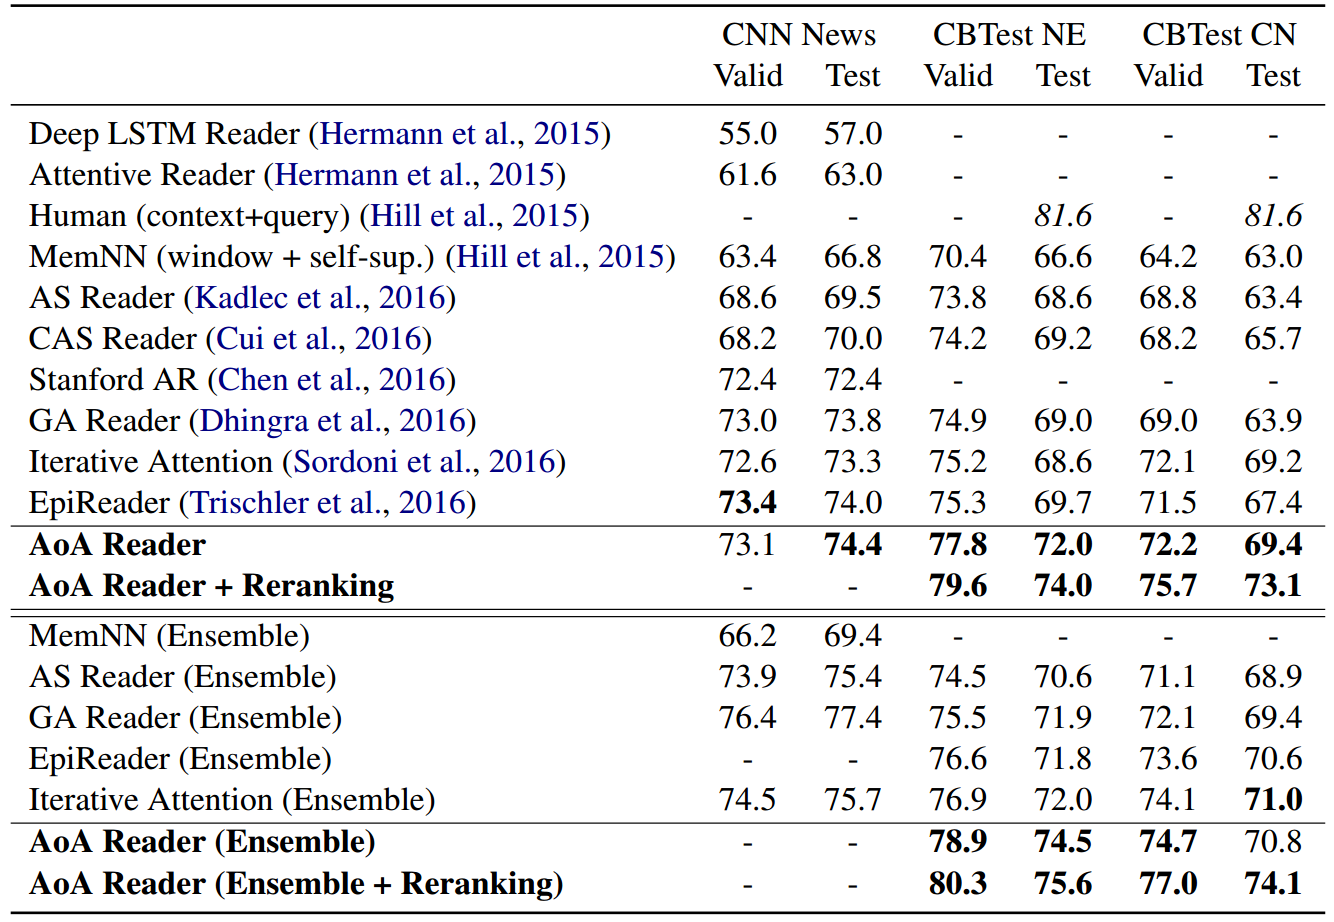 CNN News CBTest NE CBTest CN
Valid Test Valid Test Valid Test
Deep LSTM Reader (Hermann et al., 2015) 55.0 57.0 - - - -
Attentive Reader (Hermann et al., 2015) 61.6 63.0 - - - -
Human (context+query) (Hill et al., 2015) - - - 81.6 - 81.6
MemNN (window + self-sup.) (Hill et al., 2015) 63.4 66.8 70.4 66.6 64.2 63.0
AS Reader (Kadlec et al., 2016) 68.6 69.5 73.8 68.6 68.8 63.4
CAS Reader (Cui et al., 2016) 68.2 70.0 74.2 69.2 68.2 65.7
Stanford AR (Chen et al., 2016) 72.4 72.4 - - - -
GA Reader (Dhingra et al., 2016) 73.0 73.8 74.9 69.0 69.0 63.9
Iterative Attention (Sordoni et al., 2016) 72.6 73.3 75.2 68.6 72.1 69.2
EpiReader (Trischler et al., 2016) 73.4 74.0 75.3 69.7 71.5 67.4
AoA Reader 73.1 74.4 77.8 72.0 72.2 69.4
AoA Reader + Reranking - - 79.6 74.0 75.7 73.1
MemNN (Ensemble) 66.2 69.4 - - - -
AS Reader (Ensemble) 73.9 75.4 74.5 70.6 71.1 68.9
GA Reader (Ensemble) 76.4 77.4 75.5 71.9 72.1 69.4
EpiReader (Ensemble) - - 76.6 71.8 73.6 70.6
Iterative Attention (Ensemble) 74.5 75.7 76.9 72.0 74.1 71.0
AoA Reader (Ensemble) - - 78.9 74.5 74.7 70.8
AoA Reader (Ensemble + Reranking) - - 80.3 75.6 77.0 74.1